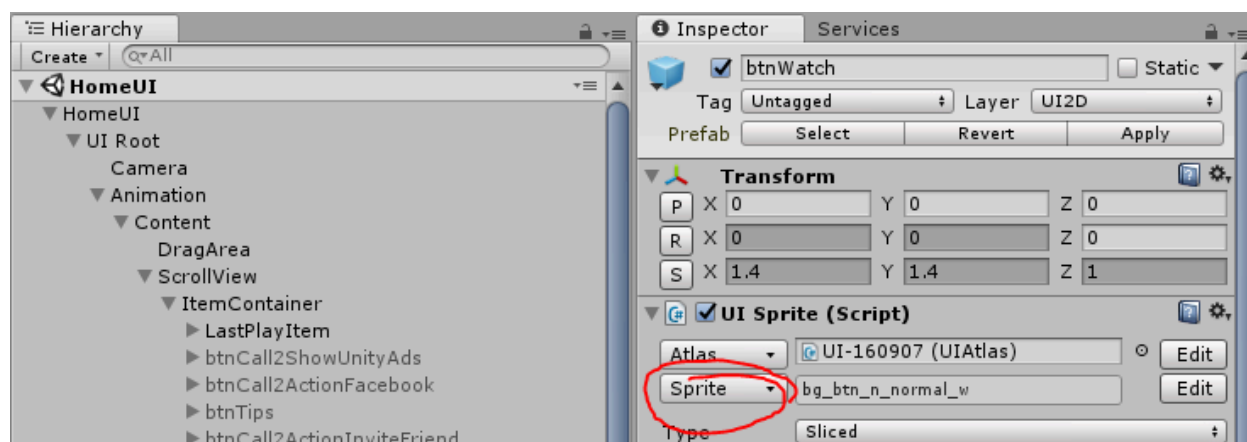 Hierarchy
Create All
HomeUI
HomeUI
UI Root
Camera
Animation
Content
DragArea
ScrollView
ItemContainer
LastPlayItem
btnCall2ShowUnityAds
btnCall2ActionFacebook
btnTips
btnCall2ActionInviteFriend
Inspector Services
btnWatch Static
Tag Untagged Layer UI2D
Prefab Select Revert Apply
Transform
P X 0 Y 0 Z 0
R X 0 Y 0 Z 0
S X 1.4 Y 1.4 Z 1
UI Sprite (Script)
Atlas UI-160907 (UIAtlas) Edit
Sprite bg_btn_n_normal_w Edit
Type Sliced